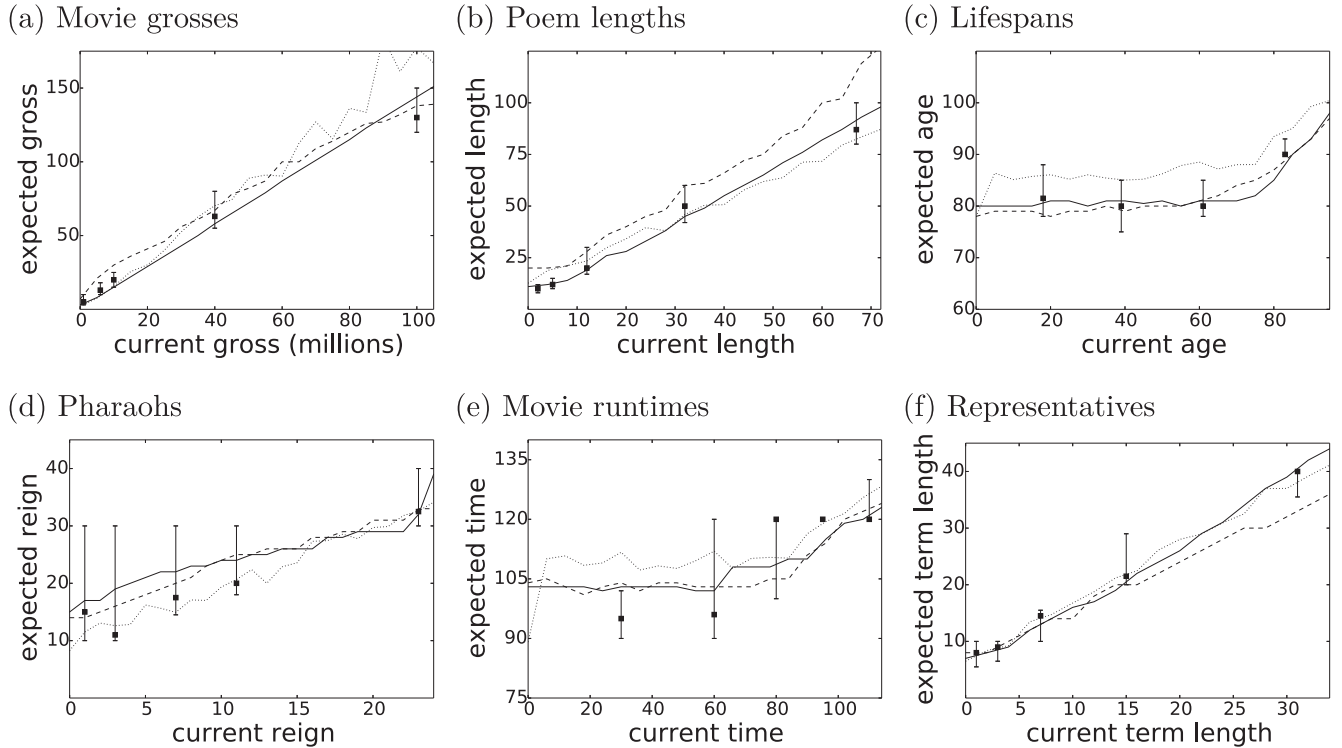 (a) Movie grosses
150
100
50
0 20 40 60 80 100
expected gross
current gross (millions)
(b) Poem lengths
100
75
50
25
0 10 20 30 40 50 60 70
expected length
current length
(c) Lifespans
100
90
80
70
60
0 20 40 60 80
expected age
current age
(d) Pharaohs
40
30
20
10
0 5 10 15 20
expected reign
current reign
(e) Movie runtimes
135
120
105
90
75
0 20 40 60 80 100
expected time
current time
(f) Representatives
40
30
20
10
0 5 10 15 20 25 30
expected term length
current term length